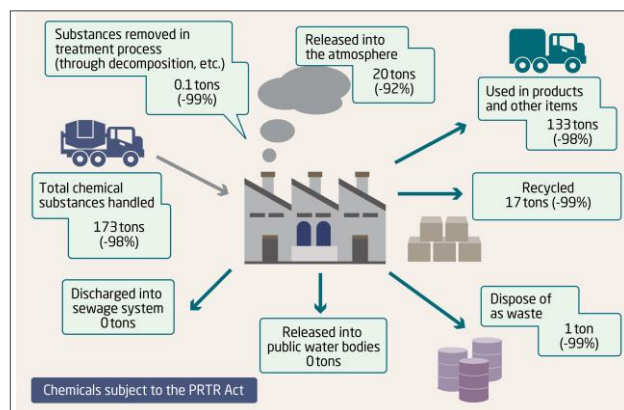 Substances removed in
treatment process
(through decomposition, etc.)
0.1 tons
(-99%)
Released into
the atmosphere
20 tons
(-92%)
Used in products
and other items
133 tons
(-98%)
Total chemical
substances handled
173 tons
(-98%)
Recycled
17 tons (-99%)
Discharged into
sewage system
0 tons
Released into
public water bodies
0 tons
Dispose of
as waste
1 ton
(-99%)
Chemicals subject to the PRTR Act